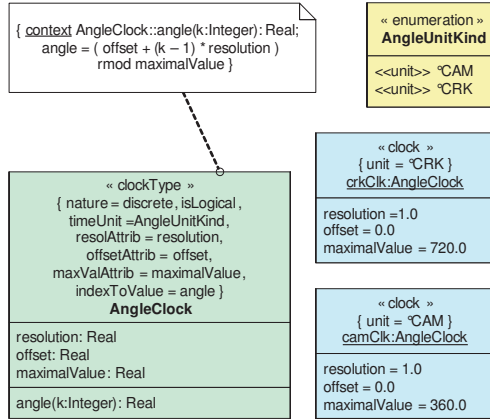 { context AngleClock::angle(k:Integer): Real;
angle = ( offset + (k – 1) * resolution )
rmod maximalValue }
« enumeration »
AngleUnitKind
<<unit>> °CAM
<<unit>> °CRK
« clockType »
{ nature = discrete, isLogical,
timeUnit =AngleUnitKind,
resolAttrib = resolution,
offsetAttrib = offset,
maxValAttrib = maximalValue,
indexToValue = angle }
AngleClock
resolution: Real
offset: Real
maximalValue: Real
angle(k:Integer): Real
« clock »
{ unit = °CRK }
crkClk:AngleClock
resolution =1.0
offset = 0.0
maximalValue = 720.0
« clock »
{ unit = °CAM }
camClk:AngleClock
resolution = 1.0
offset = 0.0
maximalValue = 360.0